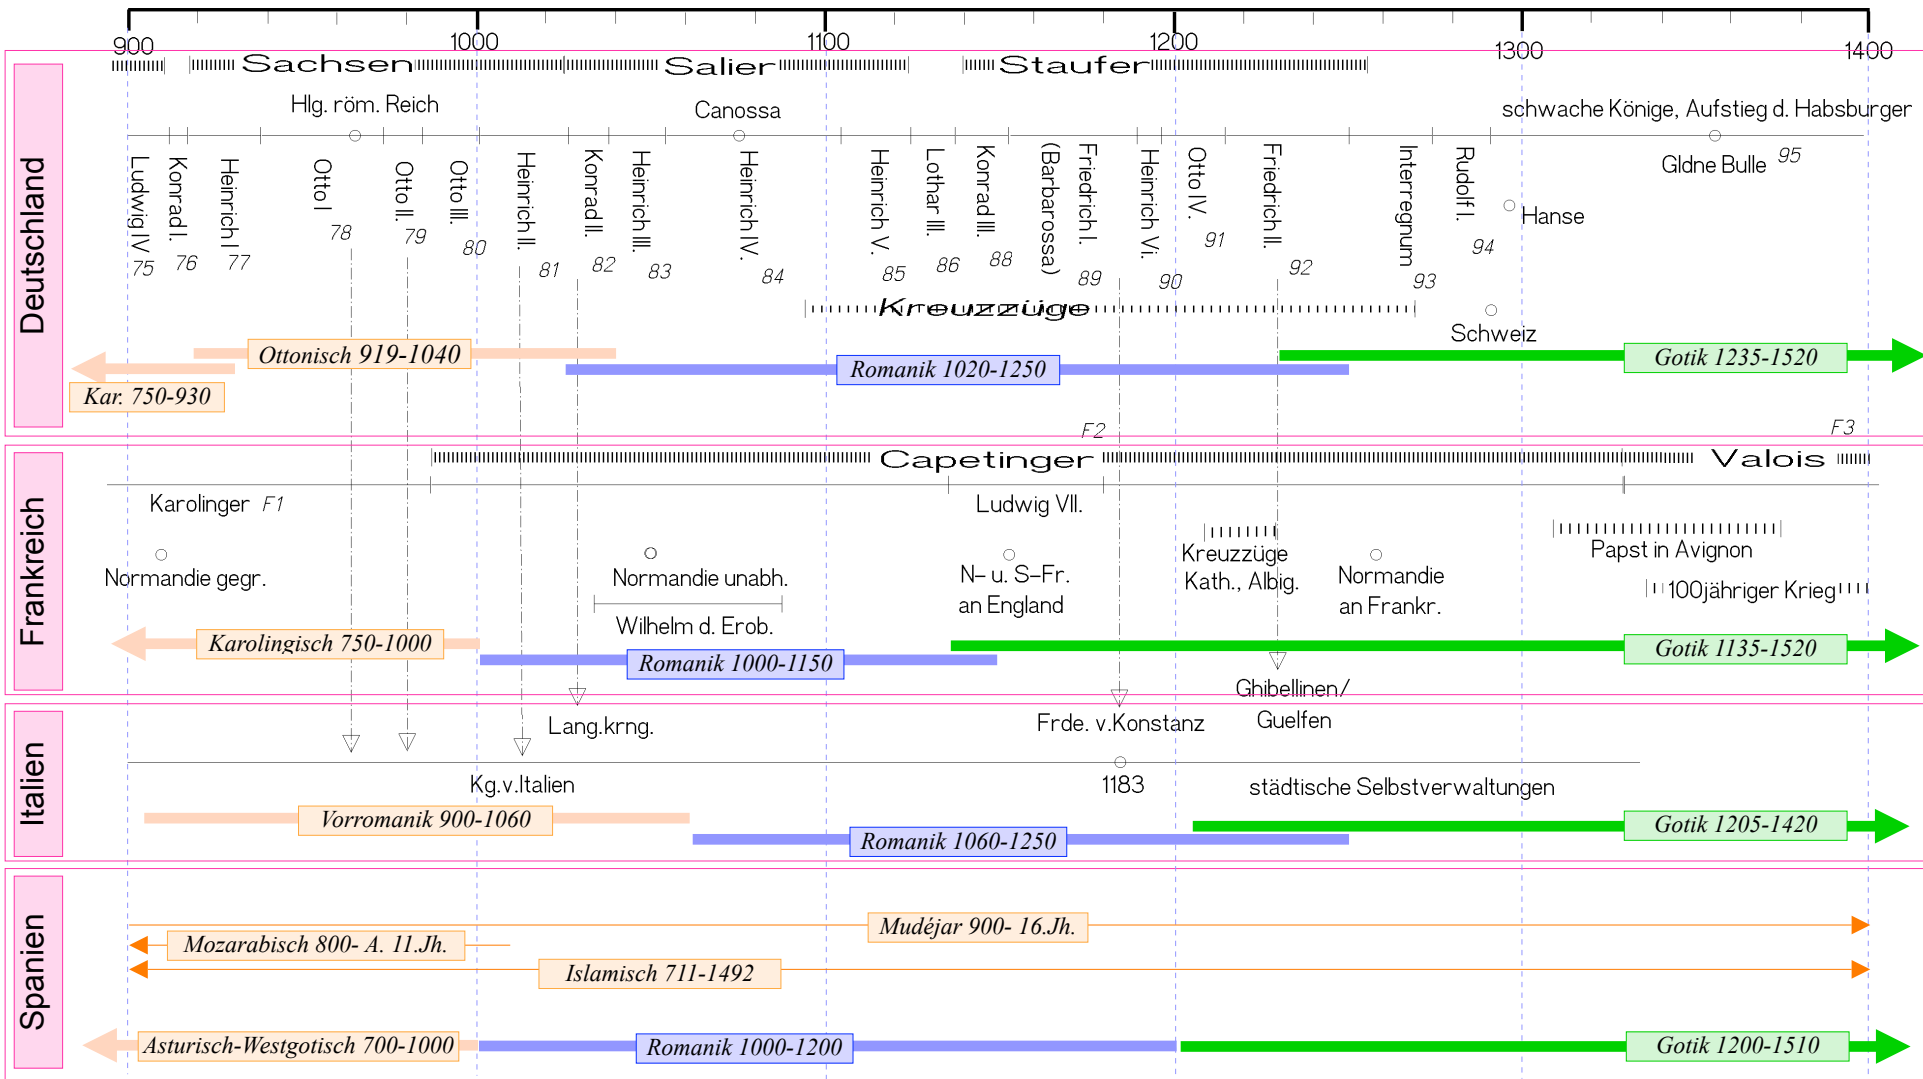 900 1000 1100 1200 1300 1400
Deutschland
Sachsen Salier Staufer
Hlg. röm. Reich Canossa schwache Könige, Aufstieg d. Habsburger
Gldne Bulle 95
Ludwig IV. 75
Konrad I. 76
Heinrich I 77
Otto I 78
Otto II. 79
Otto III. 80
Heinrich II. 81
Konrad II. 82
Heinrich III. 83
Heinrich IV. 84
Heinrich V. 85
Lothar III. 86
Konrad III. 88
Friedrich I.
(Barbarossa) 89
Heinrich Vi. 90
Otto IV. 91
Friedrich II. 92
Interregnum 93
Rudolf I. 94
Hanse
Kreuzzüge
Schweiz
Ottonisch 919-1040
Kar. 750-930
Romanik 1020-1250
Gotik 1235-1520
F2 F3
Frankreich
Capetinger Valois
Karolinger F1
Ludwig VII.
Normandie gegr.
Normandie unabh.
Wilhelm d. Erob.
N- u. S-Fr.
an England
Kreuzzüge
Kath., Albig.
Normandie
an Frankr.
Papst in Avignon
100jähriger Krieg
Karolingisch 750-1000
Romanik 1000-1150
Gotik 1135-1520
Ghibellinen/
Guelfen
Italien
Lang.krng.
Frde. v.Konstanz
Kg.v.Italien
1183
städtische Selbstverwaltungen
Vorromanik 900-1060
Romanik 1060-1250
Gotik 1205-1420
Spanien
Mudéjar 900- 16.Jh.
Mozarabisch 800- A. 11.Jh.
Islamisch 711-1492
Asturisch-Westgotisch 700-1000
Romanik 1000-1200
Gotik 1200-1510